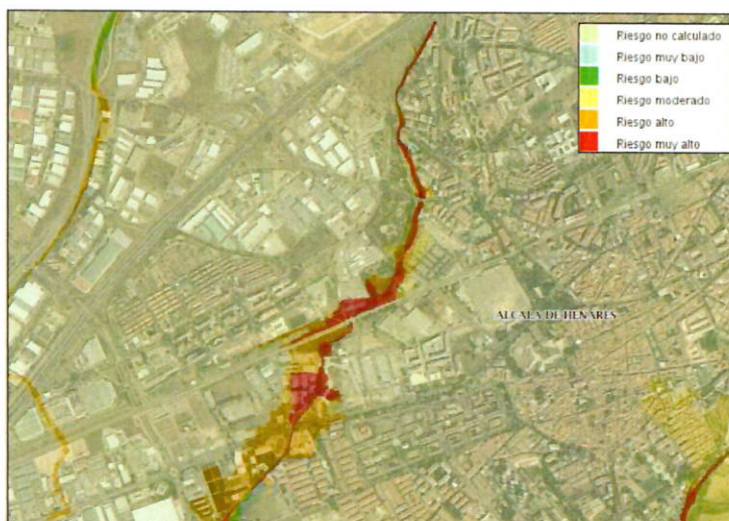 Riesgo no calculado
Riesgo muy bajo
Riesgo bajo
Riesgo moderado
Riesgo alto
Riesgo muy alto
ALCALA DE HENARES